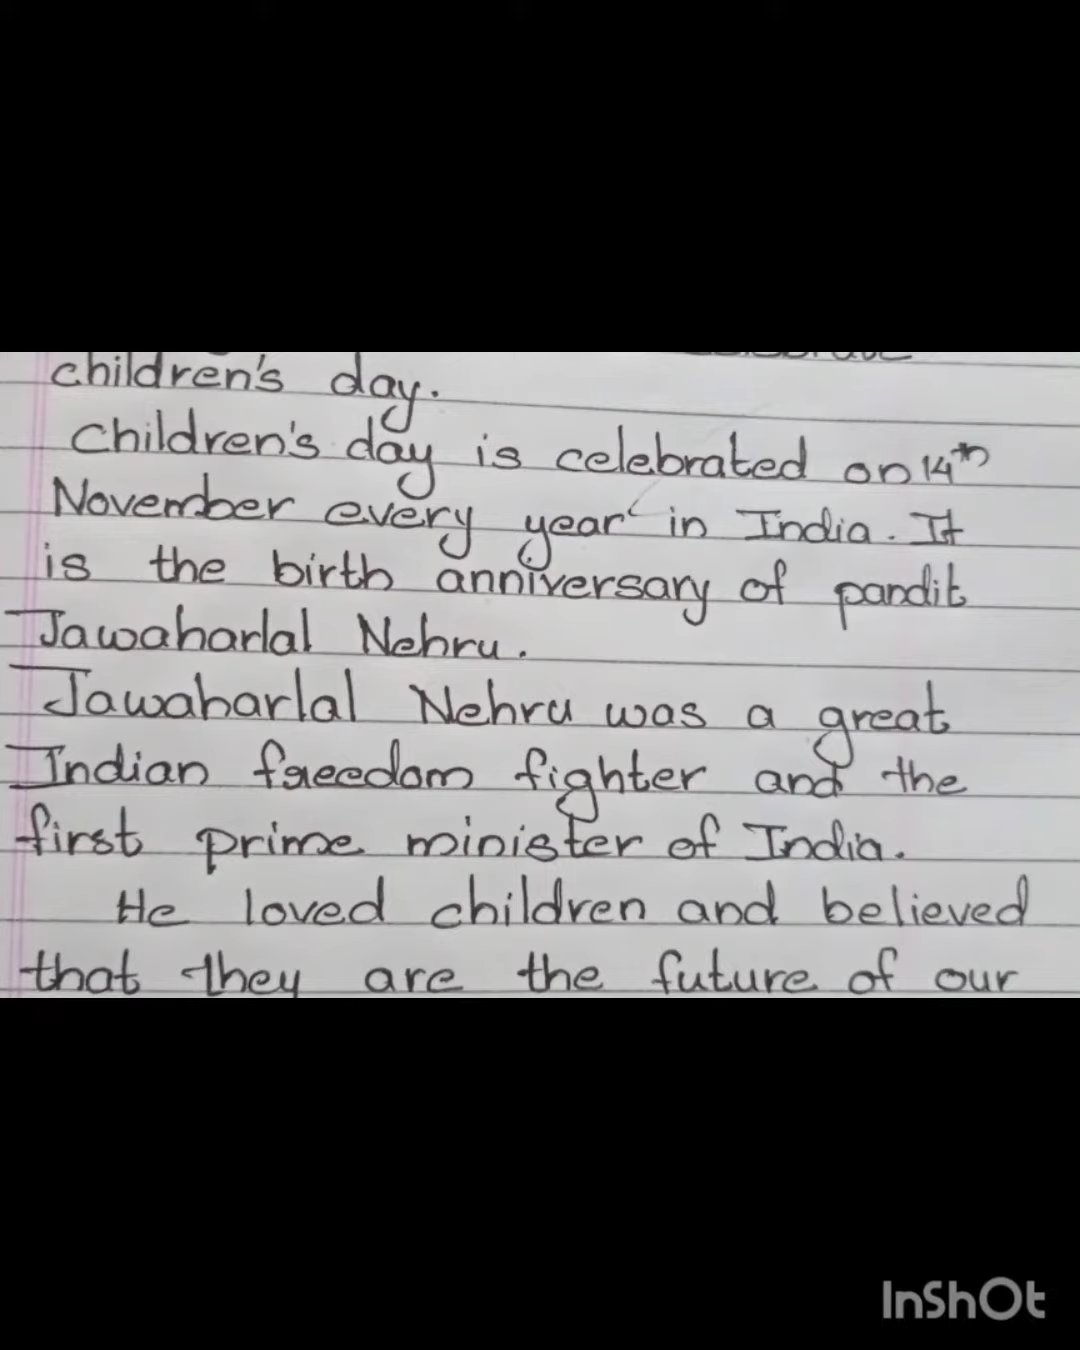 children's day.
Children's day is celebrated on 14th
November every year in India. It
is the birth anniversary of pandit
Jawaharlal Nehru.
Jawaharlal Nehru was a great
Indian freedom fighter and the
first prime minister of India.
He loved children and believed
that they are the future of our
InShOt